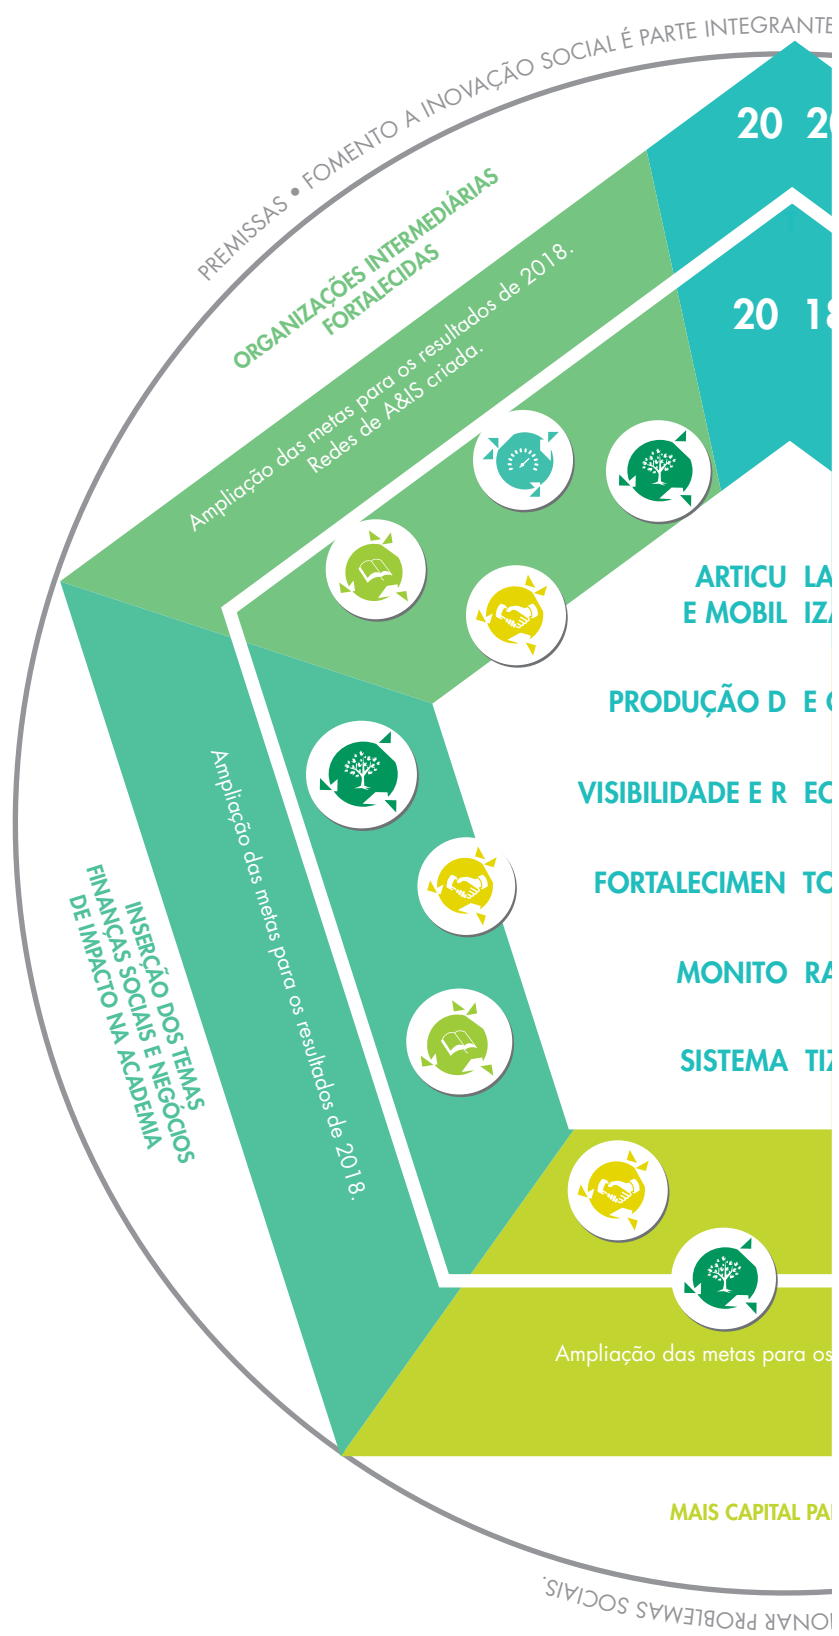 PREMISSAS • FOMENTO A INOVAÇÃO SOCIAL É PARTE INTEGRANTE
ORGANIZAÇÕES INTERMEDIÁRIAS
FORTALECIDAS
Ampliação das metas para os resultados de 2018.
Redes de A&IS criada.
20 20
20 18
ARTICU LA
E MOBIL IZA
PRODUÇÃO D E C
VISIBILIDADE E R EC
FORTALECIMEN TO
MONITO RA
SISTEMA TIZ
Ampliação das metas para os resultados de 2018.
INSERÇÃO DOS TEMAS
FINANÇAS SOCIAIS E NEGÓCIOS
DE IMPACTO NA ACADEMIA
Ampliação das metas para os
MAIS CAPITAL PAR
IONAR PROBLEMAS SOCIAIS.